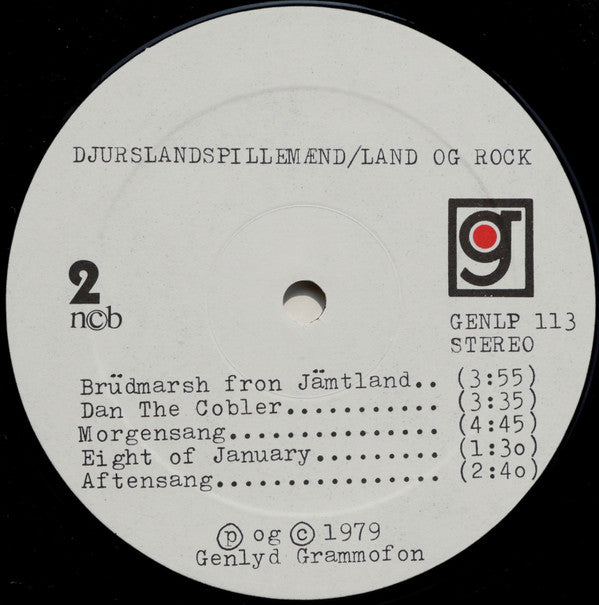 DJURSLANDSPILLEMÆND/LAND OG ROCK
g
2
n©b
GENLP 113
STEREO
Brüdmarsh fron Jämtland.. (3:55)
Dan The Cobler............ (3:35)
Morgensang................ (4:45)
Eight of January.......... (1:3o)
Aftensang................. (2:4o)
ⓟ og © 1979
Genlyd Grammofon